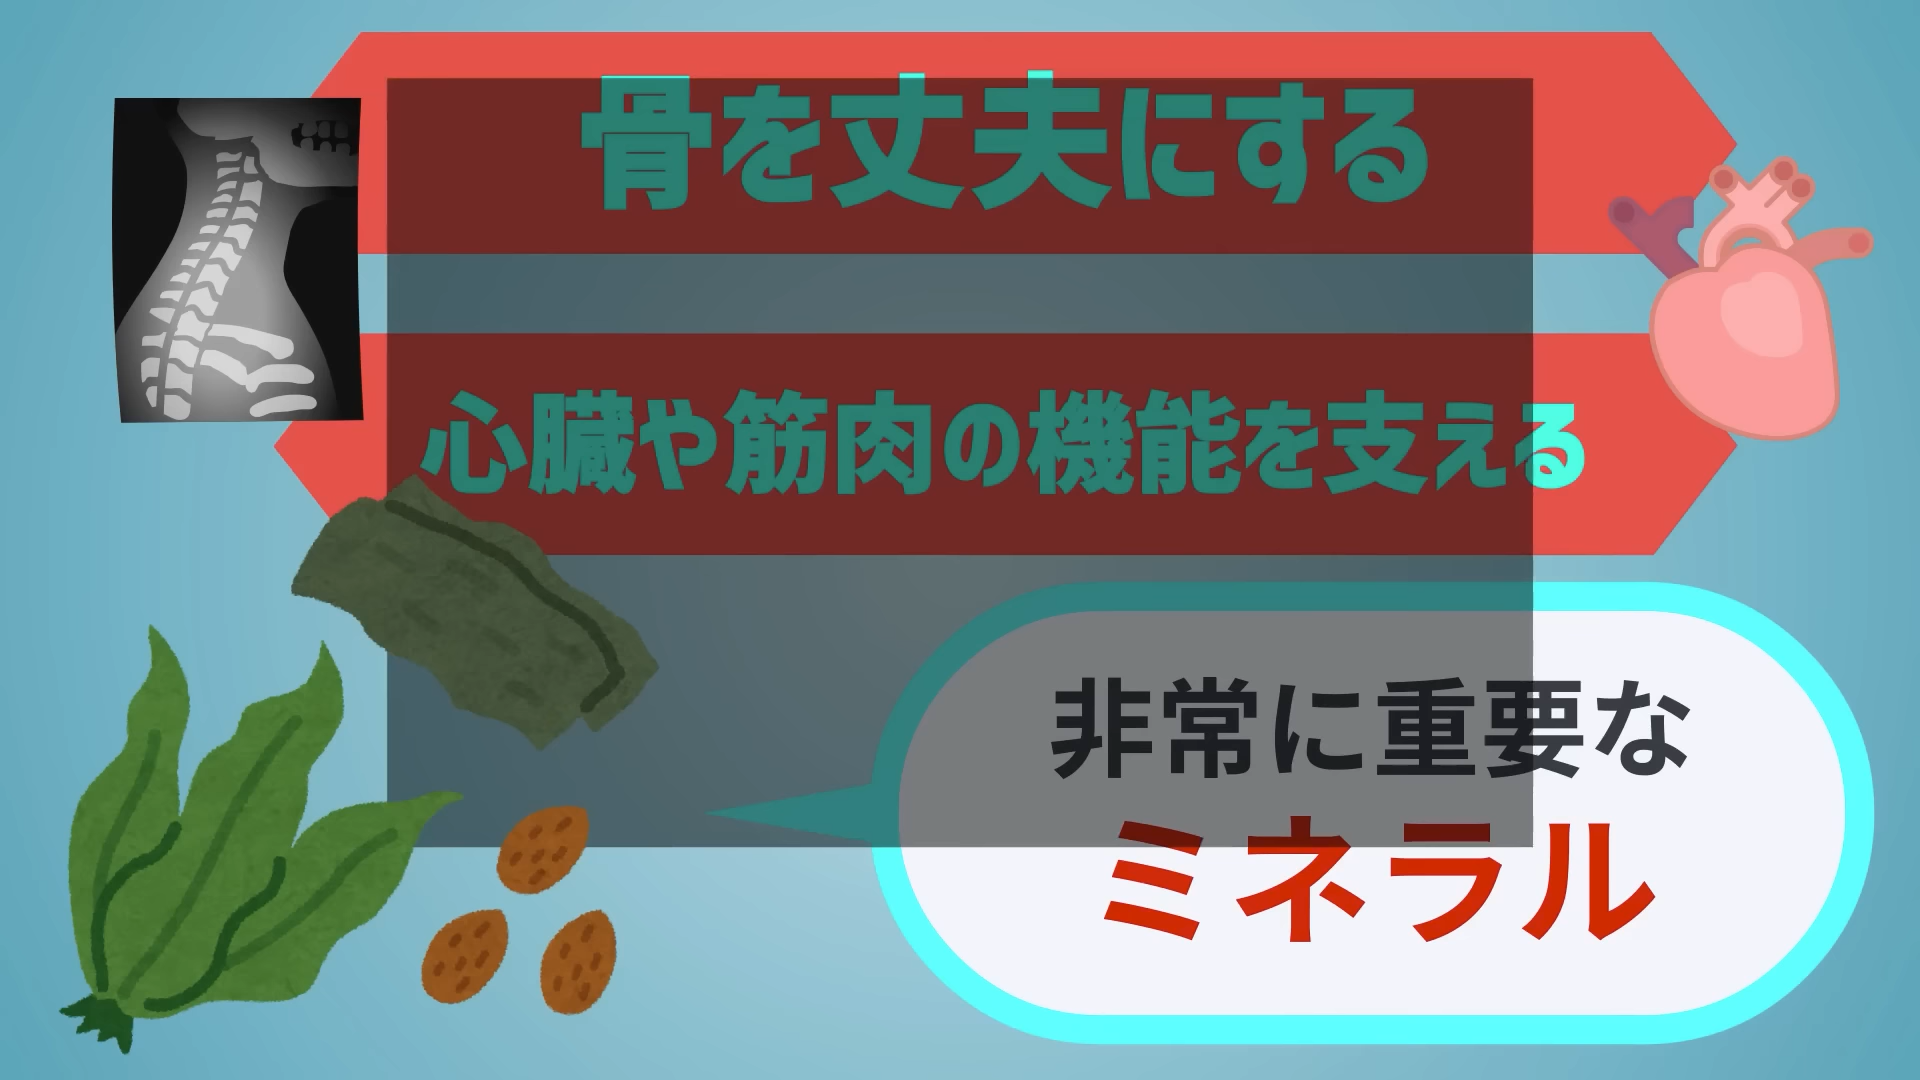 骨を丈夫にする
心臓や筋肉の機能を支える
非常に重要な
ミネラル